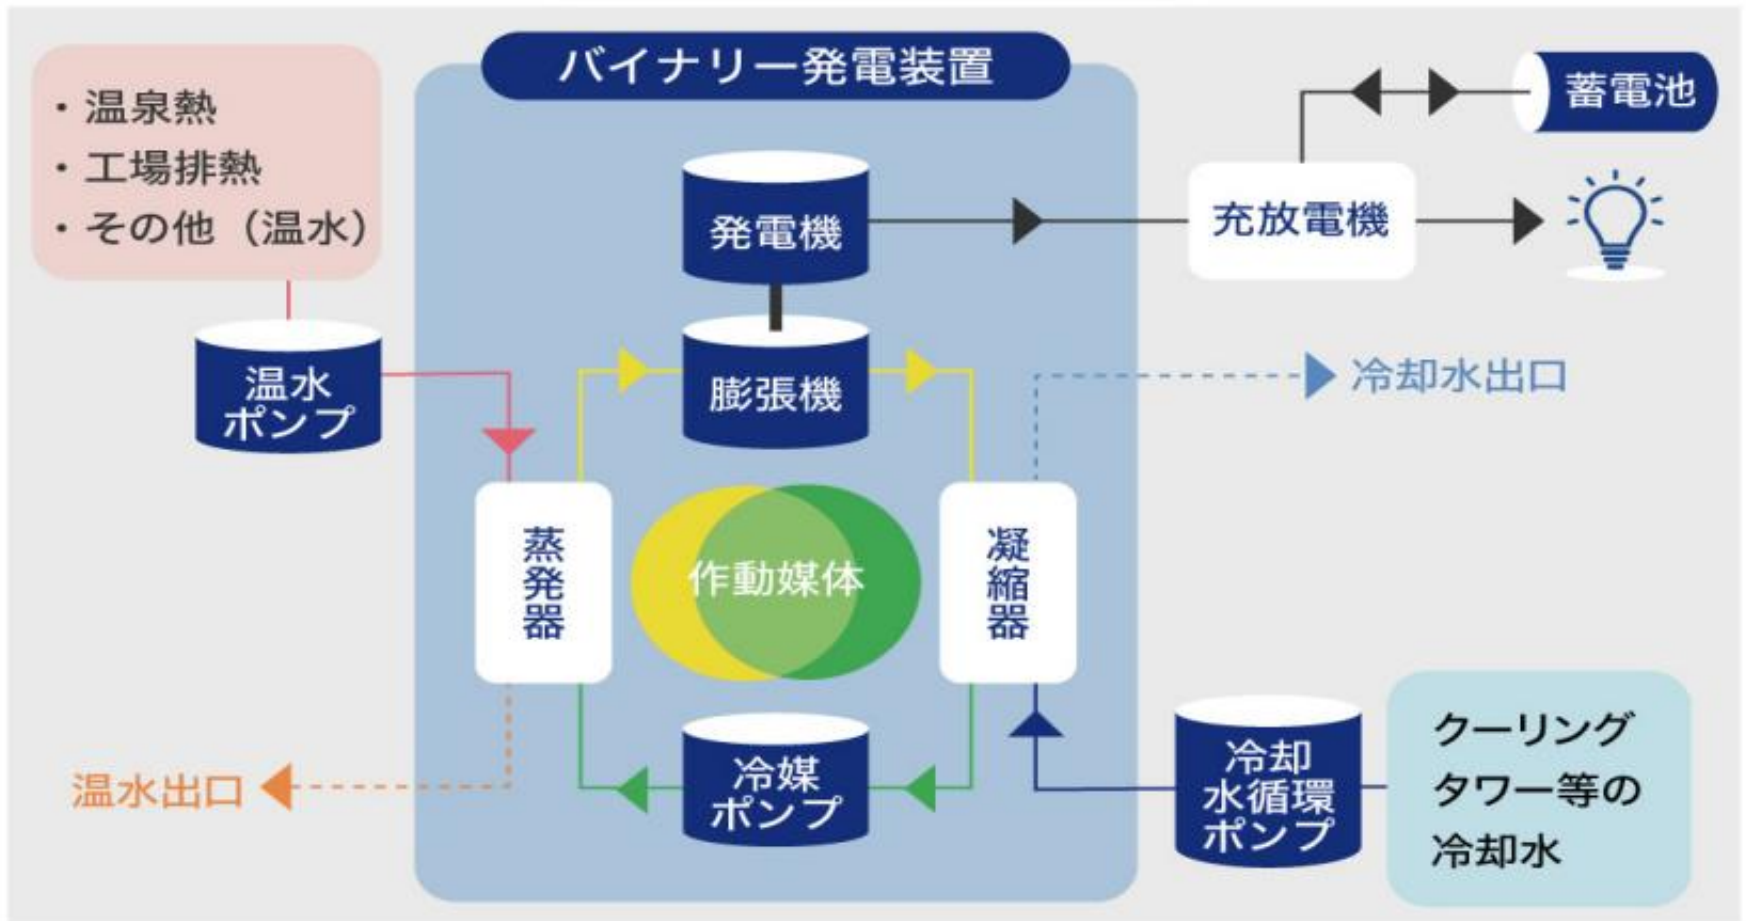 バイナリー発電装置
・温泉熱
・工場排熱
・その他（温水）
蓄電池
発電機
充放電機
温水
ポンプ
膨張機
冷却水出口
蒸発器
作動媒体
凝縮器
温水出口
冷媒
ポンプ
冷却
水循環
ポンプ
クーリング
タワー等の
冷却水